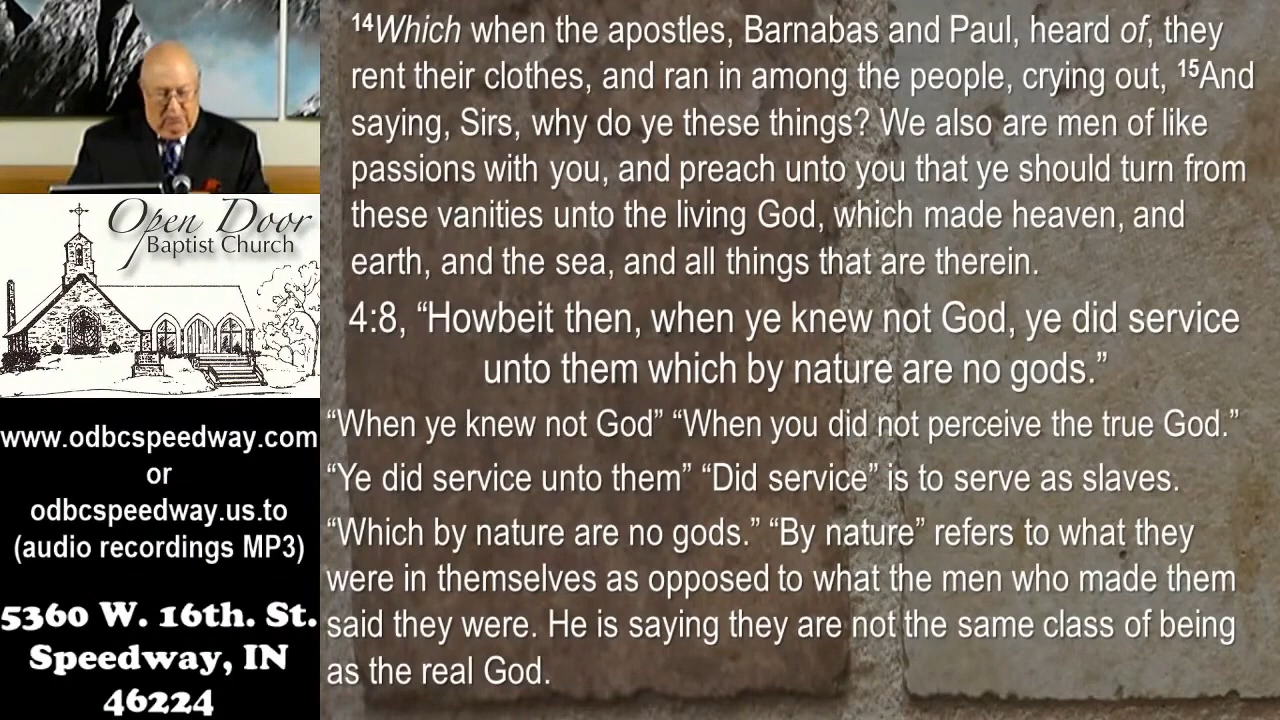 Open Door
Baptist Church
www.odbcspeedway.com
or
odbcspeedway.us.to
(audio recordings MP3)
5360 W. 16th. St.
Speedway, IN
46224
¹⁴Which when the apostles, Barnabas and Paul, heard of, they
rent their clothes, and ran in among the people, crying out, ¹⁵And
saying, Sirs, why do ye these things? We also are men of like
passions with you, and preach unto you that ye should turn from
these vanities unto the living God, which made heaven, and
earth, and the sea, and all things that are therein.
4:8, “Howbeit then, when ye knew not God, ye did service
unto them which by nature are no gods.”
“When ye knew not God” “When you did not perceive the true God.”
“Ye did service unto them” “Did service” is to serve as slaves.
“Which by nature are no gods.” “By nature” refers to what they
were in themselves as opposed to what the men who made them
said they were. He is saying they are not the same class of being
as the real God.